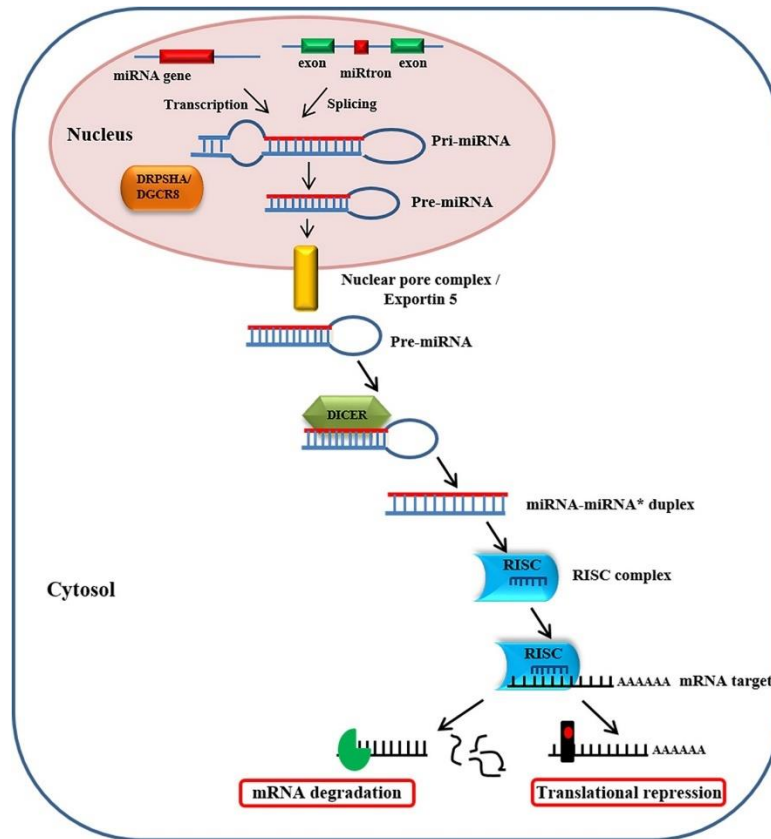 miRNA gene
exon
miRtron
exon
Transcription
Splicing
Nucleus
Pri-miRNA
DRPSHA/
DGCR8
Pre-miRNA
Nuclear pore complex /
Exportin 5
Pre-miRNA
DICER
miRNA-miRNA* duplex
RISC
RISC complex
Cytosol
RISC
AAAAAA mRNA target
AAAAAA
mRNA degradation
Translational repression